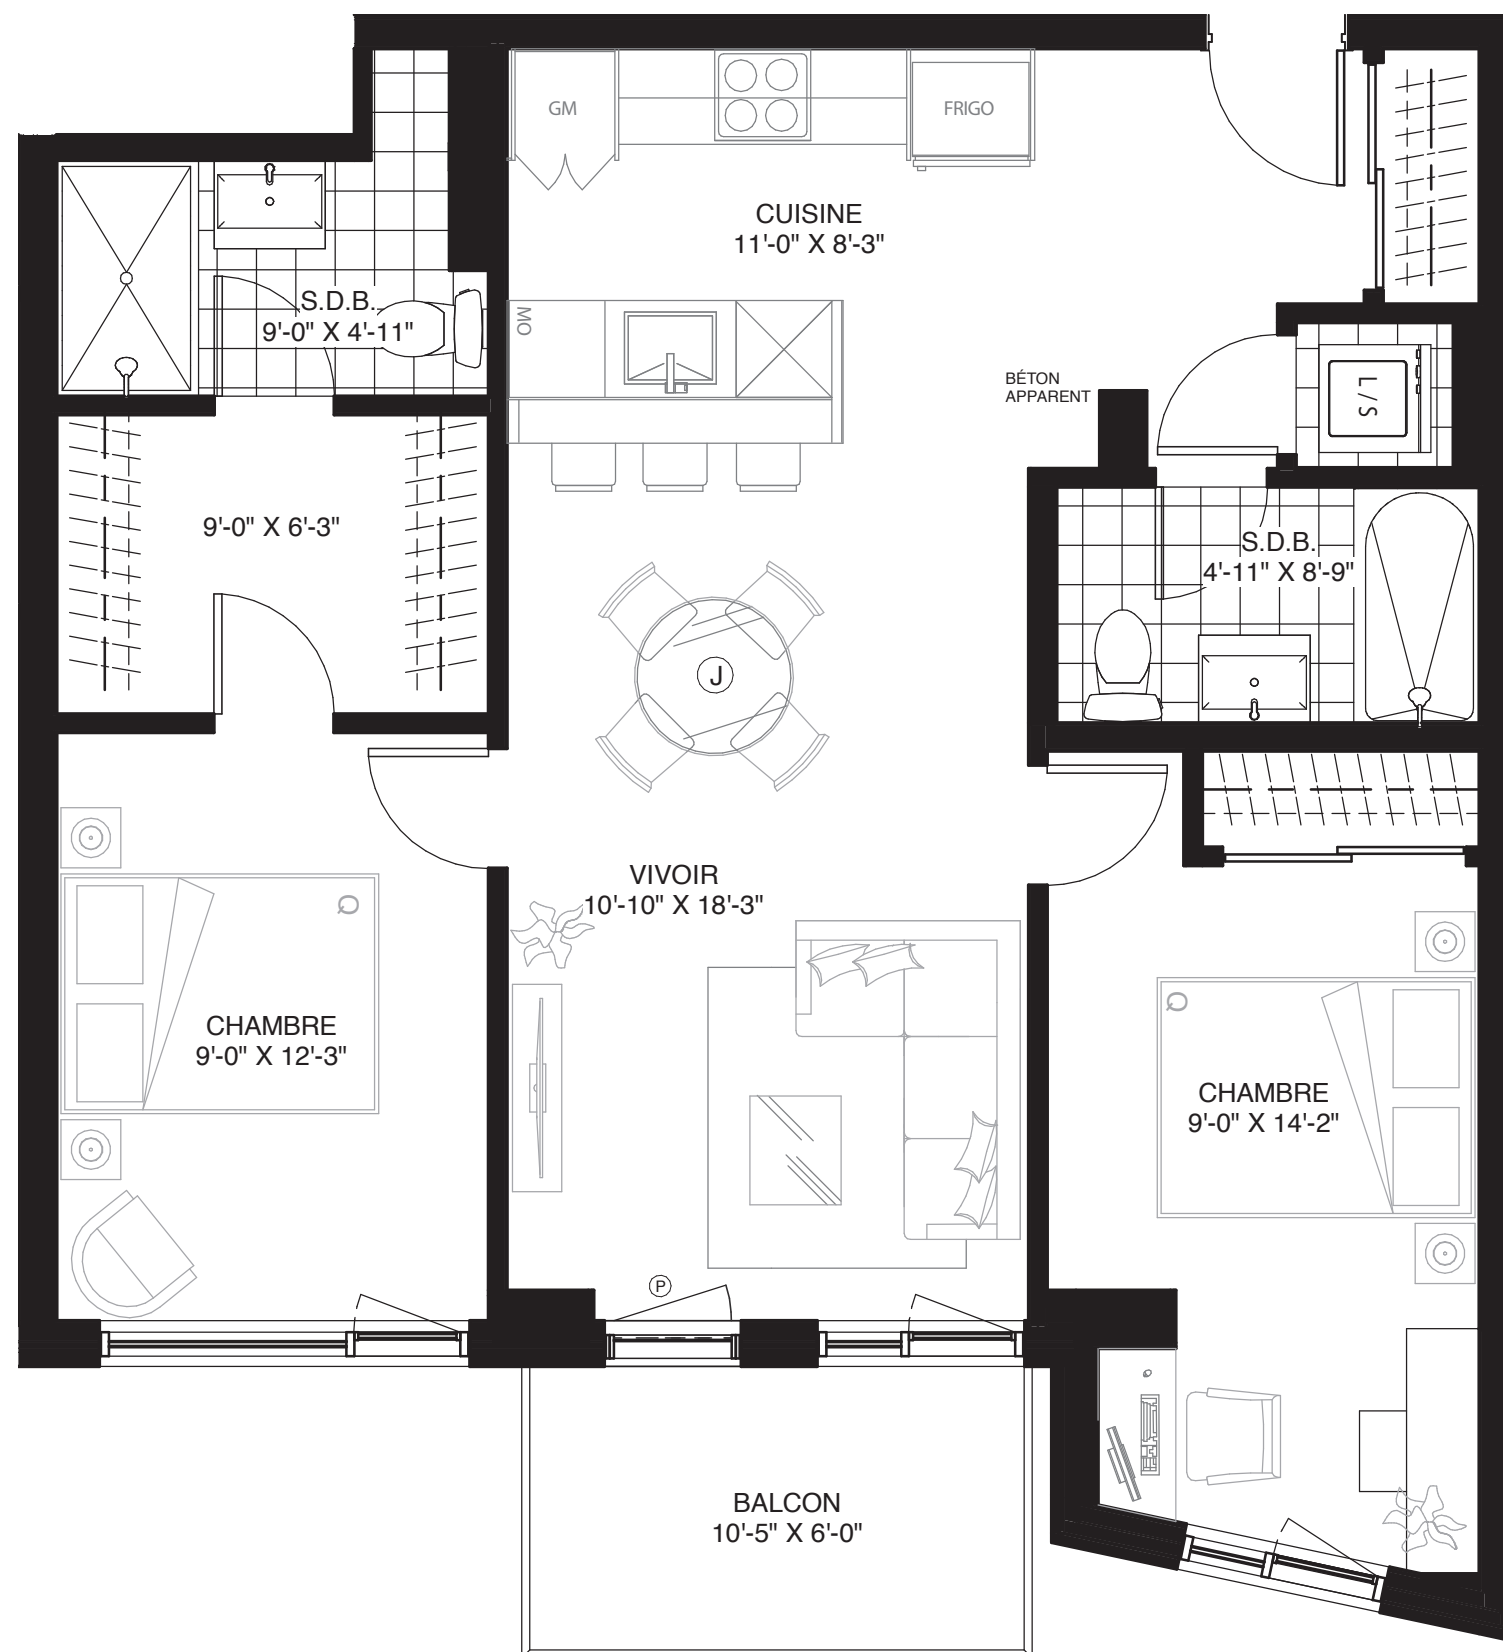 GM
FRIGO
CUISINE
11'-0" X 8'-3"
S.D.B.
9'-0" X 4'-11"
MO
BÉTON
APPARENT
L/S
9'-0" X 6'-3"
S.D.B.
4'-11" X 8'-9"
J
VIVOIR
10'-10" X 18'-3"
Q
CHAMBRE
9'-0" X 12'-3"
Q
CHAMBRE
9'-0" X 14'-2"
P
BALCON
10'-5" X 6'-0"